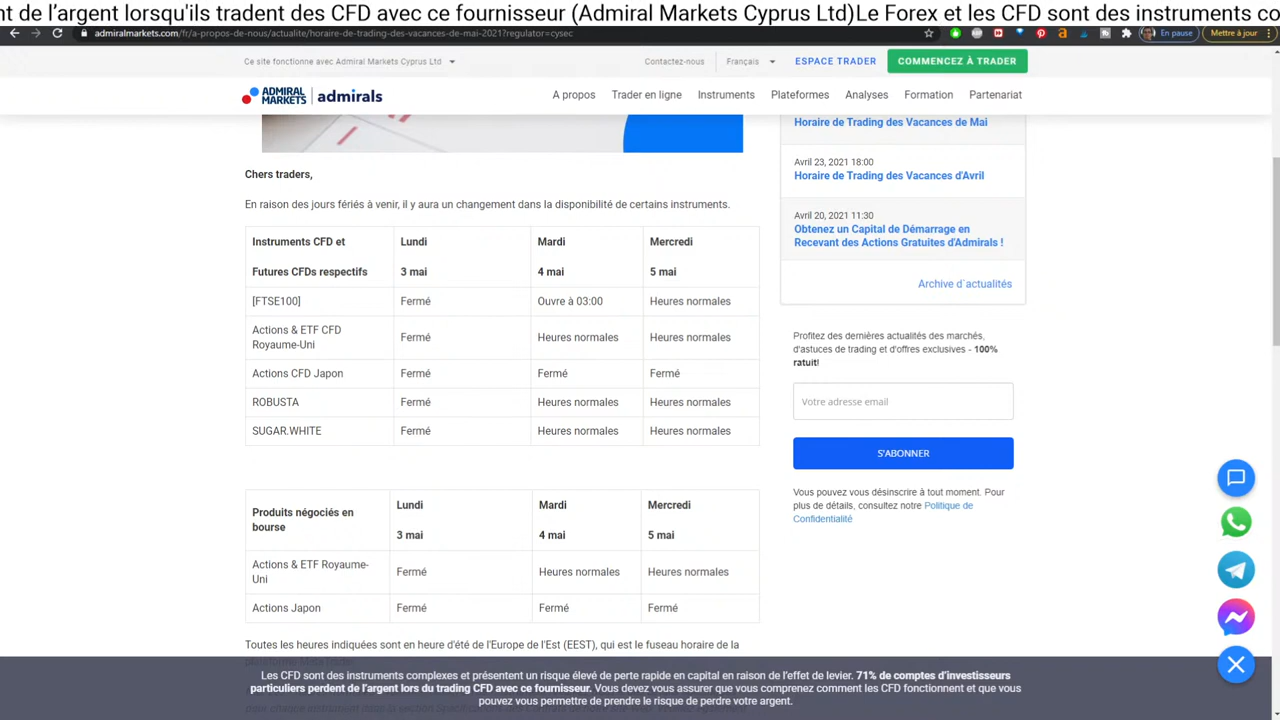 nt de l’argent lorsqu'ils tradent des CFD avec ce fournisseur (Admiral Markets Cyprus Ltd)Le Forex et les CFD sont des instruments co
admiralmarkets.com/fr/a-propos-de-nous/actualite/horaire-de-trading-des-vacances-de-mai-2021?regulator=cysec
En pause
Mettre à jour
Ce site fonctionne avec Admiral Markets Cyprus Ltd
Contactez-nous
Français
ESPACE TRADER
COMMENCEZ À TRADER
ADMIRAL MARKETS
admirals
A propos
Trader en ligne
Instruments
Plateformes
Analyses
Formation
Partenariat
Chers traders,
En raison des jours fériés à venir, il y aura un changement dans la disponibilité de certains instruments.
Instruments CFD et
Futures CFDs respectifs
Lundi
3 mai
Mardi
4 mai
Mercredi
5 mai
[FTSE100] Fermé Ouvre à 03:00 Heures normales
Actions & ETF CFD
Royaume-Uni
Fermé Heures normales Heures normales
Actions CFD Japon Fermé Fermé Fermé
ROBUSTA Fermé Heures normales Heures normales
SUGAR.WHITE Fermé Heures normales Heures normales
Produits négociés en
bourse
Lundi
3 mai
Mardi
4 mai
Mercredi
5 mai
Actions & ETF Royaume-
Uni
Fermé Heures normales Heures normales
Actions Japon Fermé Fermé Fermé
Toutes les heures indiquées sont en heure d'été de l'Europe de l'Est (EEST), qui est le fuseau horaire de la
Horaire de Trading des Vacances de Mai
Avril 23, 2021 18:00
Horaire de Trading des Vacances d'Avril
Avril 20, 2021 11:30
Obtenez un Capital de Démarrage en
Recevant des Actions Gratuites d'Admirals !
Archive d`actualités
Profitez des dernières actualités des marchés,
d'astuces de trading et d'offres exclusives - 100%
ratuit!
Votre adresse email
S'ABONNER
Vous pouvez vous désinscrire à tout moment. Pour
plus de détails, consultez notre Politique de
Confidentialité
Les CFD sont des instruments complexes et présentent un risque élevé de perte rapide en capital en raison de l’effet de levier. 71% de comptes d’investisseurs
particuliers perdent de l’argent lors du trading CFD avec ce fournisseur. Vous devez vous assurer que vous comprenez comment les CFD fonctionnent et que vous
pouvez vous permettre de prendre le risque de perdre votre argent.